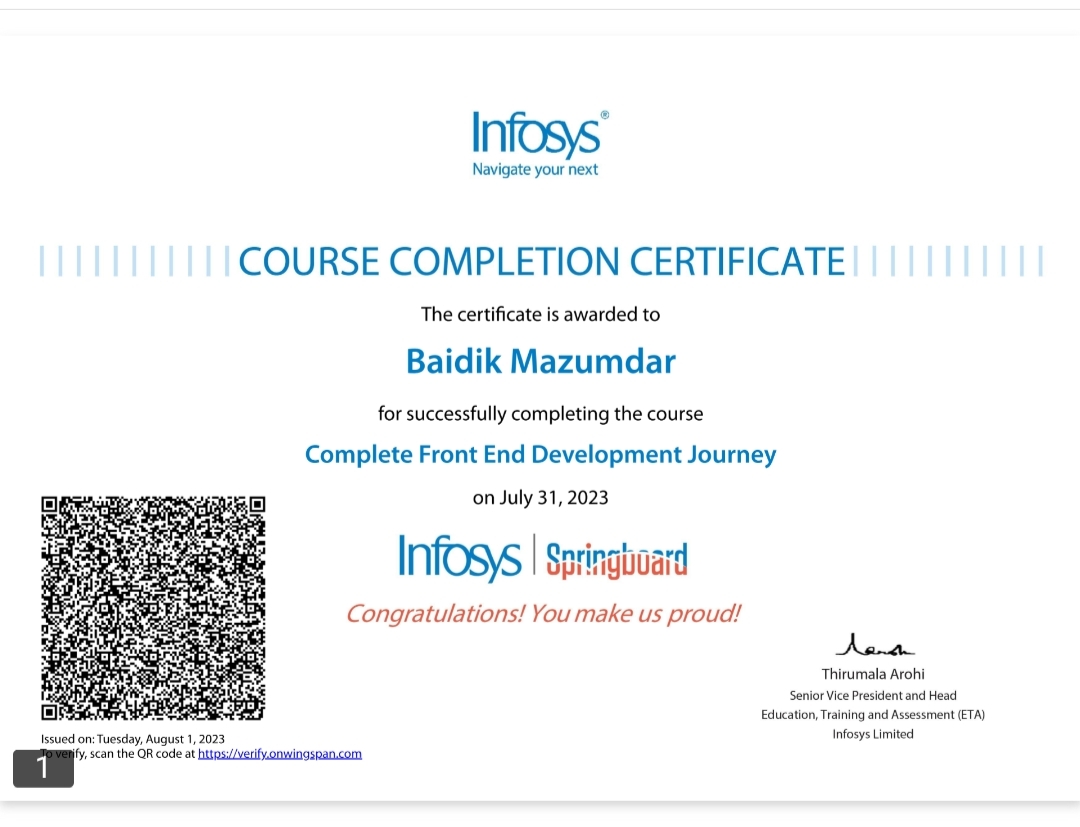 Infosys®
Navigate your next
COURSE COMPLETION CERTIFICATE
The certificate is awarded to
Baidik Mazumdar
for successfully completing the course
Complete Front End Development Journey
on July 31, 2023
Infosys | Springboard
Congratulations! You make us proud!
Thirumala Arohi
Senior Vice President and Head
Education, Training and Assessment (ETA)
Infosys Limited
Issued on: Tuesday, August 1, 2023
To verify, scan the QR code at https://verify.onwingspan.com
1